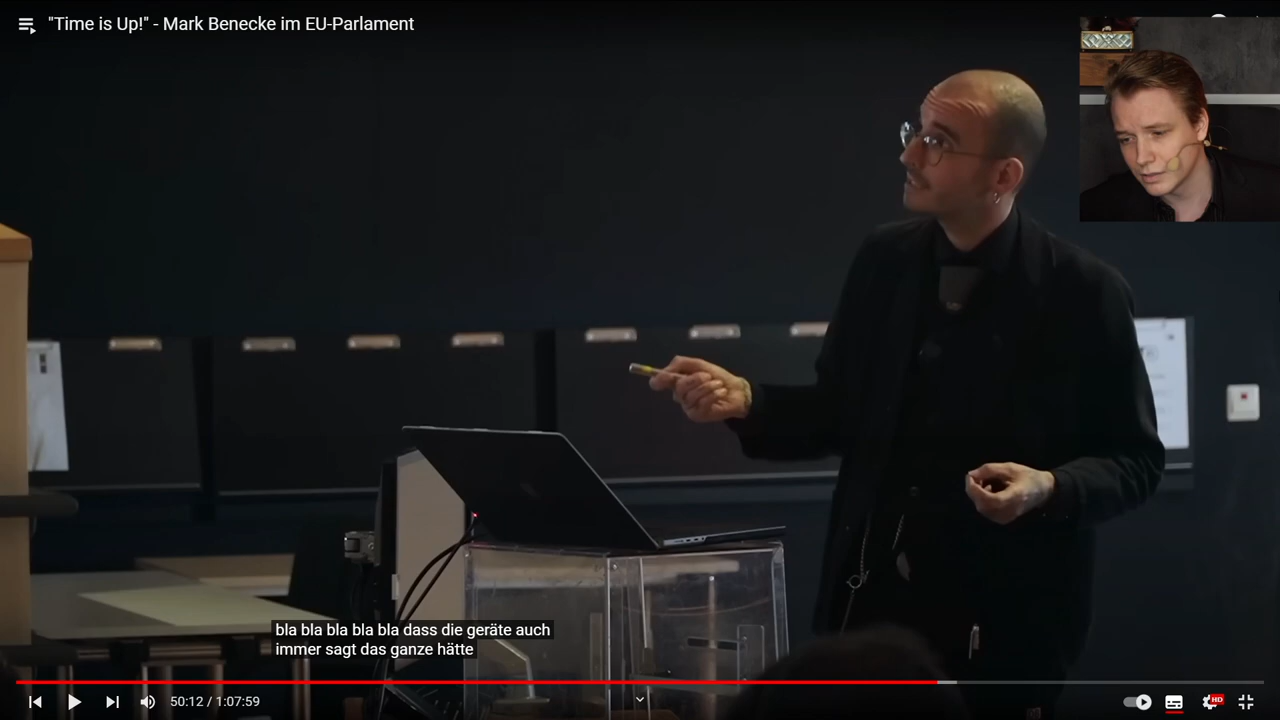 "Time is Up!" - Mark Benecke im EU-Parlament
bla bla bla bla bla dass die geräte auch
immer sagt das ganze hätte
50:12 / 1:07:59
HD